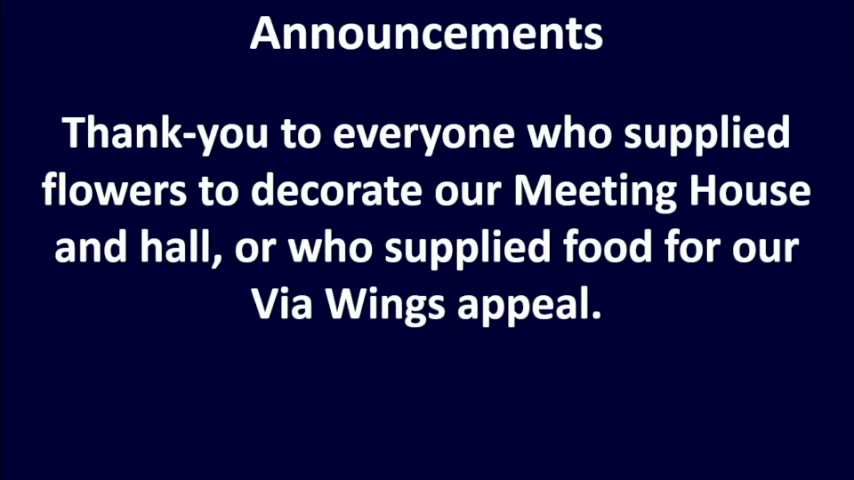 Announcements
Thank-you to everyone who supplied
flowers to decorate our Meeting House
and hall, or who supplied food for our
Via Wings appeal.